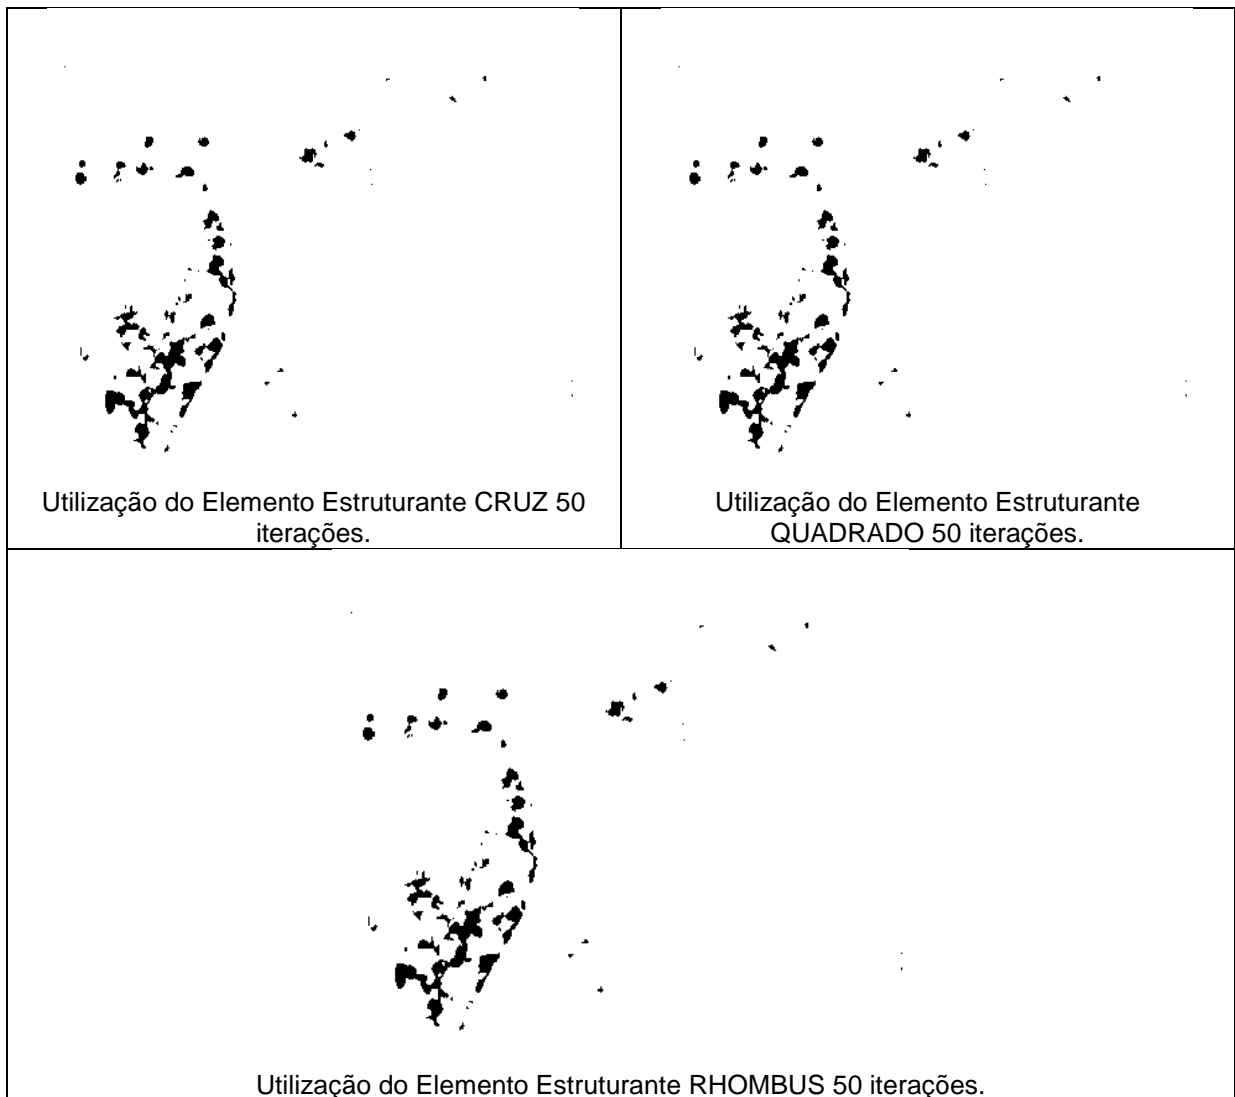 Utilização do Elemento Estruturante CRUZ 50
iterações.
Utilização do Elemento Estruturante
QUADRADO 50 iterações.
Utilização do Elemento Estruturante RHOMBUS 50 iterações.